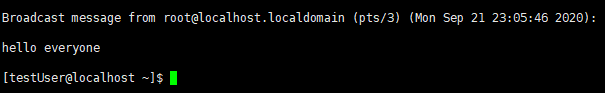 Broadcast message from root@localhost.localdomain (pts/3) (Mon Sep 21 23:05:46 2020):
hello everyone
[testUser@localhost ~]$